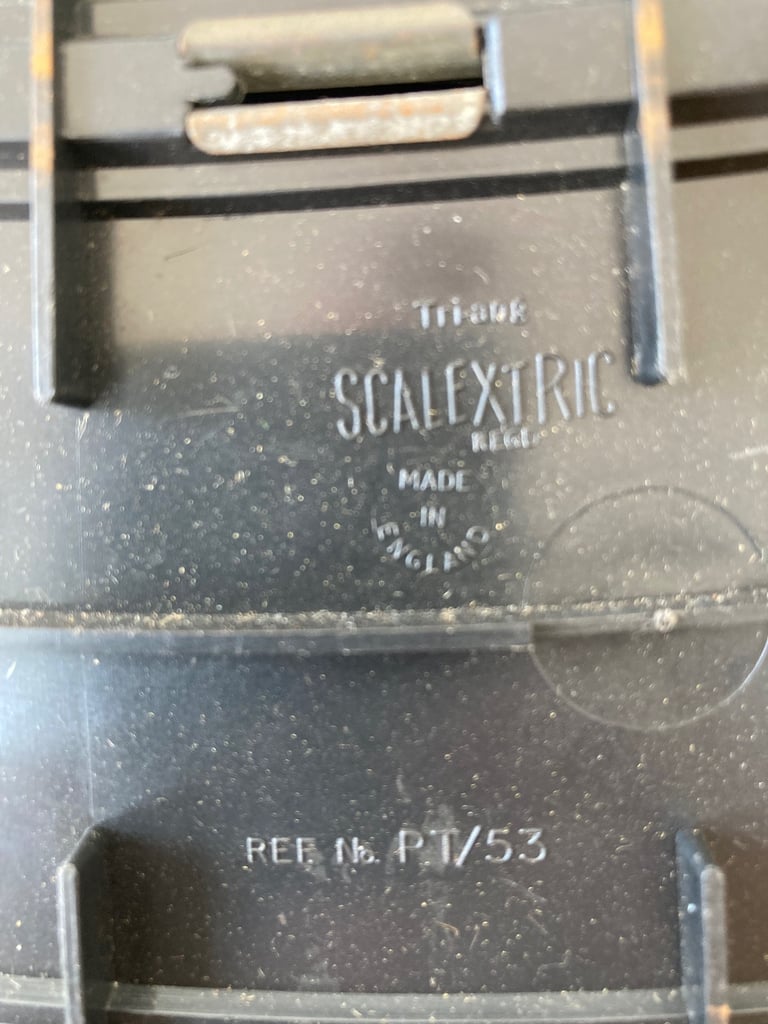 Tri-ang
SCALEXTRIC
REGD
MADE
IN
ENGLAND
REF. No. PT/53